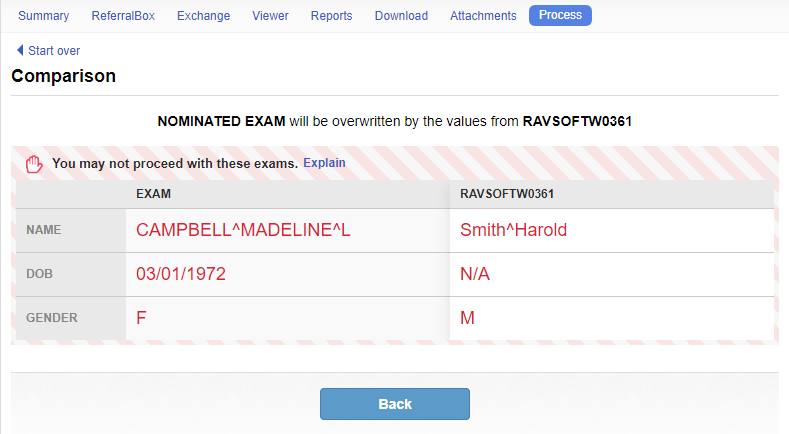 Summary ReferralBox Exchange Viewer Reports Download Attachments Process
Start over
Comparison
NOMINATED EXAM will be overwritten by the values from RAVSOFTW0361
You may not proceed with these exams. Explain
EXAM RAVSOFTW0361
NAME CAMPBELL^MADELINE^L Smith^Harold
DOB 03/01/1972 N/A
GENDER F M
Back